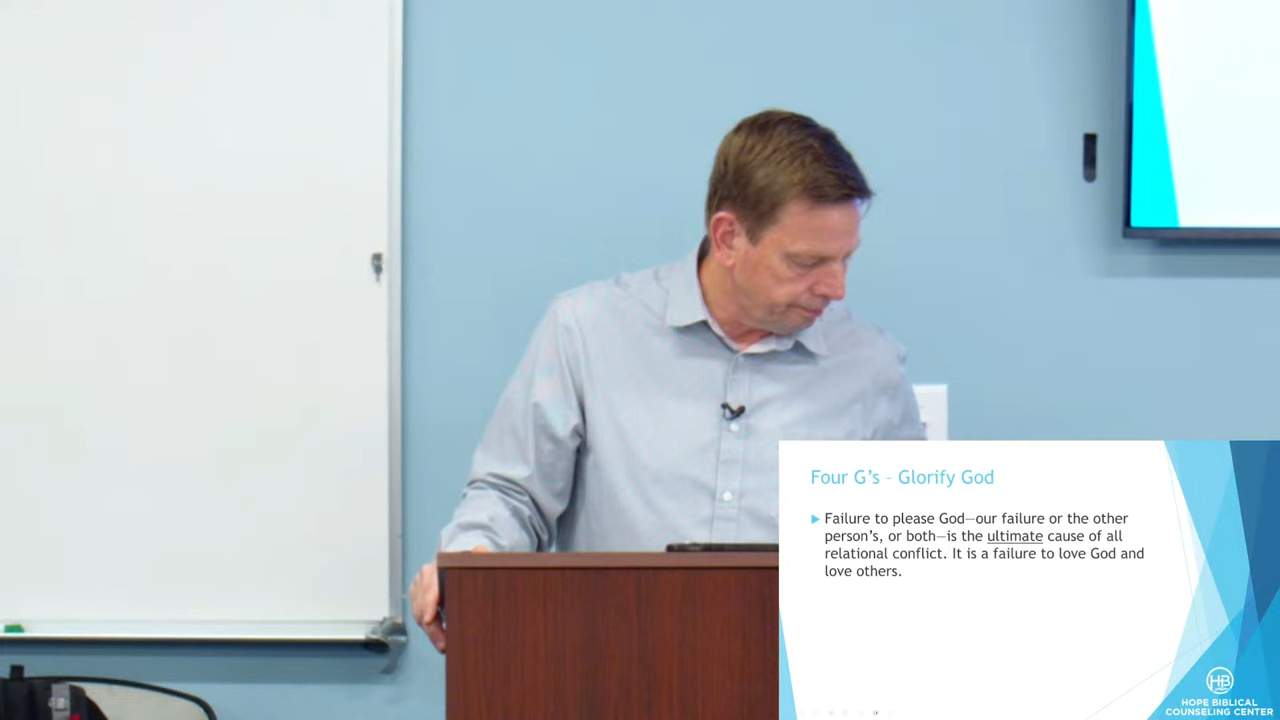 Four G's – Glorify God
Failure to please God—our failure or the other
person's, or both—is the ultimate cause of all
relational conflict. It is a failure to love God and
love others.
HB
HOPE BIBLICAL
COUNSELING CENTER